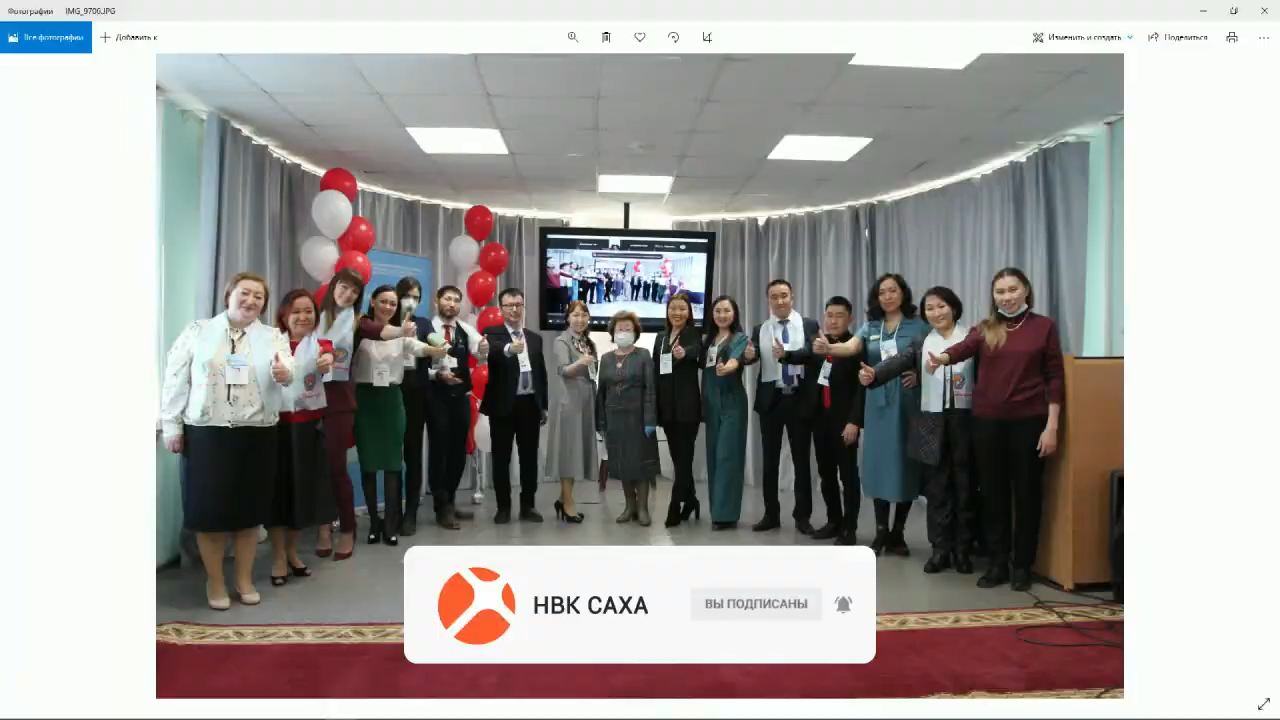 Фотографии IMG_9706.JPG
Все фотографии
Добавить к
Изменить и создать
Поделиться
НВК САХА
ВЫ ПОДПИСАНЫ